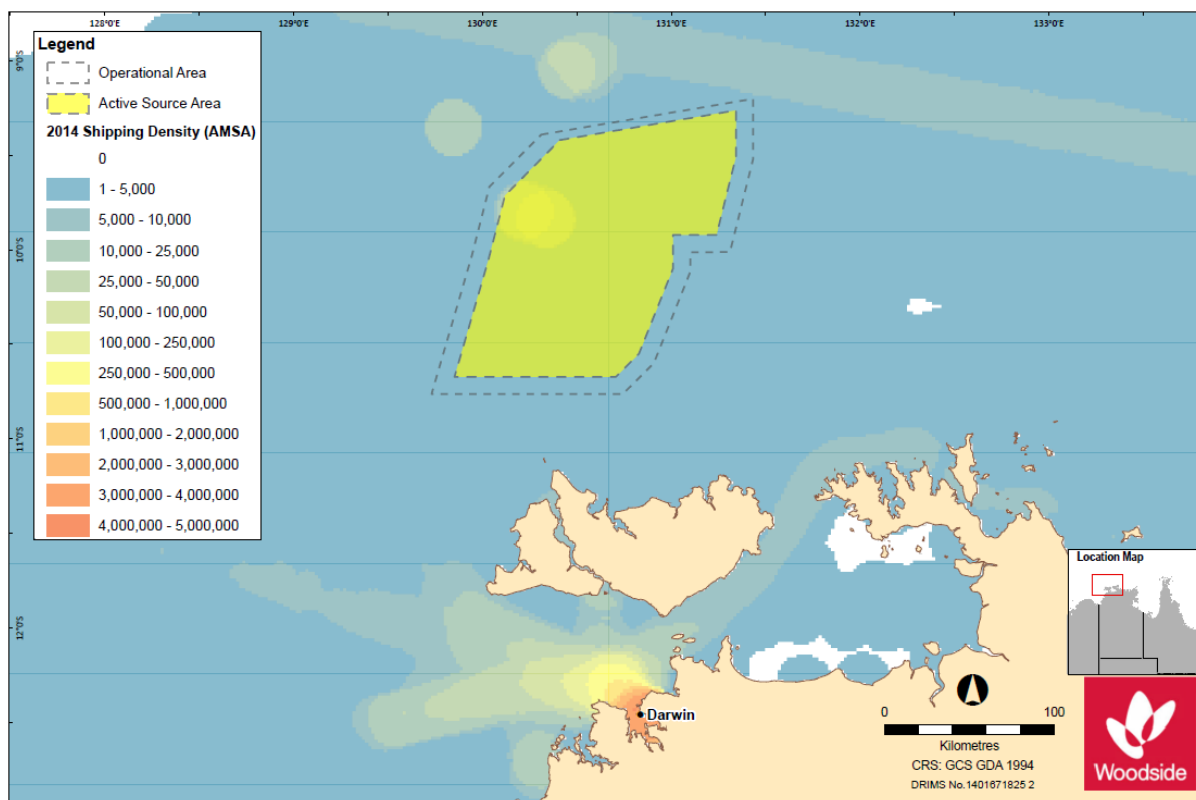 128°0'E
129°0'E
130°0'E
131°0'E
132°0'E
133°0'E
9°0'S
10°0'S
11°0'S
12°0'S
Legend
Operational Area
Active Source Area
2014 Shipping Density (AMSA)
0
1 - 5,000
5,000 - 10,000
10,000 - 25,000
25,000 - 50,000
50,000 - 100,000
100,000 - 250,000
250,000 - 500,000
500,000 - 1,000,000
1,000,000 - 2,000,000
2,000,000 - 3,000,000
3,000,000 - 4,000,000
4,000,000 - 5,000,000
Location Map
Darwin
0 100
Kilometres
CRS: GCS GDA 1994
DRIMS No.1401671825 2
Woodside